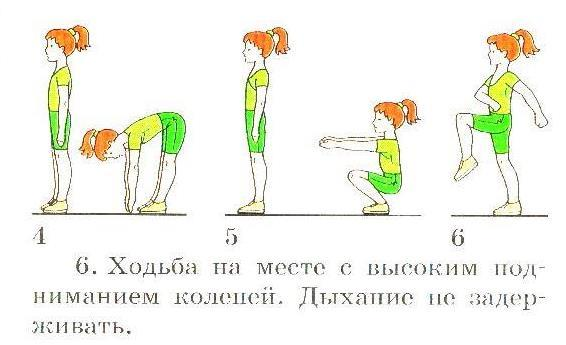 4 5 6
6. Ходьба на месте с высоким под-
ниманием коленей. Дыхание не задер-
живать.